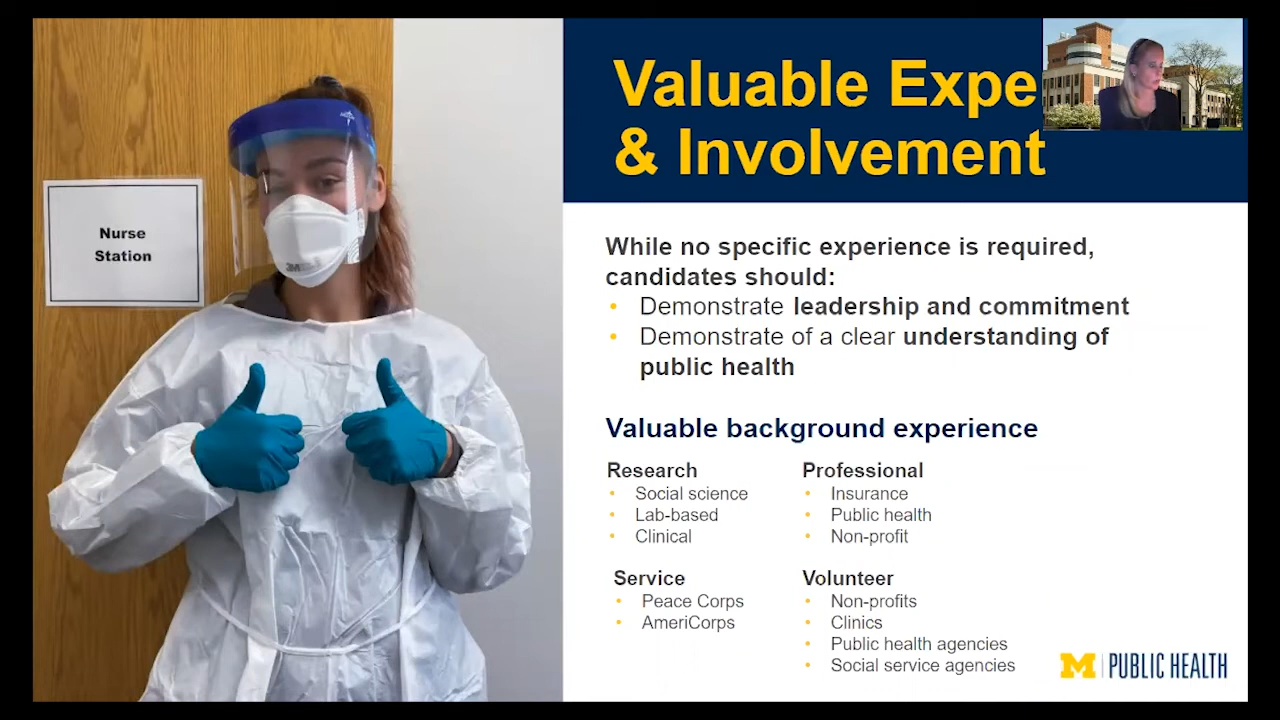 Nurse
Station
3M
Valuable Expe
& Involvement
While no specific experience is required,
candidates should:
• Demonstrate leadership and commitment
• Demonstrate of a clear understanding of
public health
Valuable background experience
Research
• Social science
• Lab-based
• Clinical
Professional
• Insurance
• Public health
• Non-profit
Service
• Peace Corps
• AmeriCorps
Volunteer
• Non-profits
• Clinics
• Public health agencies
• Social service agencies
M | PUBLIC HEALTH